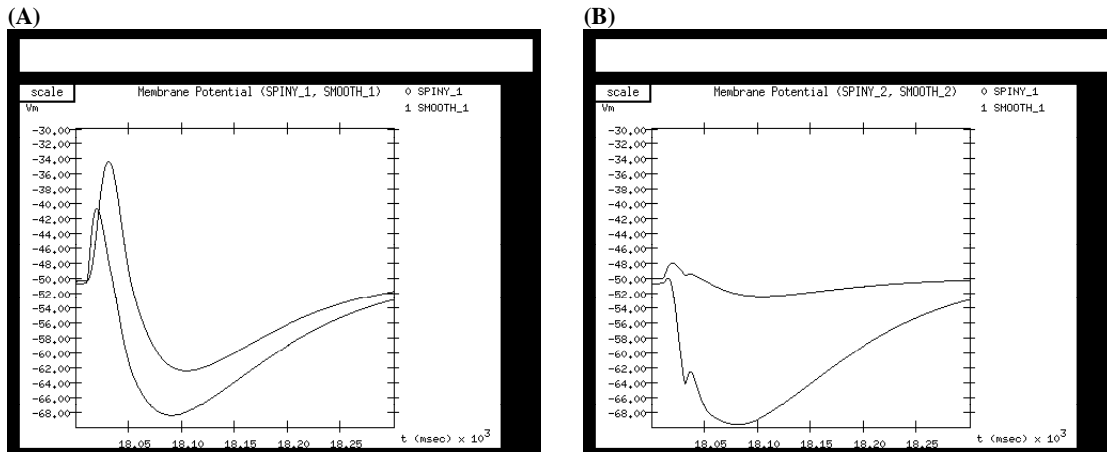 (A)
scale
Membrane Potential (SPINY_1, SMOOTH_1)
0 SPINY_1
Vm
1 SMOOTH_1
-30.00
-34.00
-36.00
-38.00
-40.00
-42.00
-44.00
-46.00
-48.00
-50.00
-52.00
-54.00
-56.00
-58.00
-60.00
-62.00
-64.00
-66.00
-68.00
18.05 18.10 18.15 18.20 18.25
t (msec) x 10³
(B)
scale
Membrane Potential (SPINY_2, SMOOTH_2)
0 SPINY_1
Vm
1 SMOOTH_1
-30.00
-34.00
-36.00
-38.00
-40.00
-42.00
-44.00
-46.00
-48.00
-50.00
-52.00
-54.00
-56.00
-58.00
-60.00
-62.00
-64.00
-66.00
-68.00
18.05 18.10 18.15 18.20 18.25
t (msec) x 10³